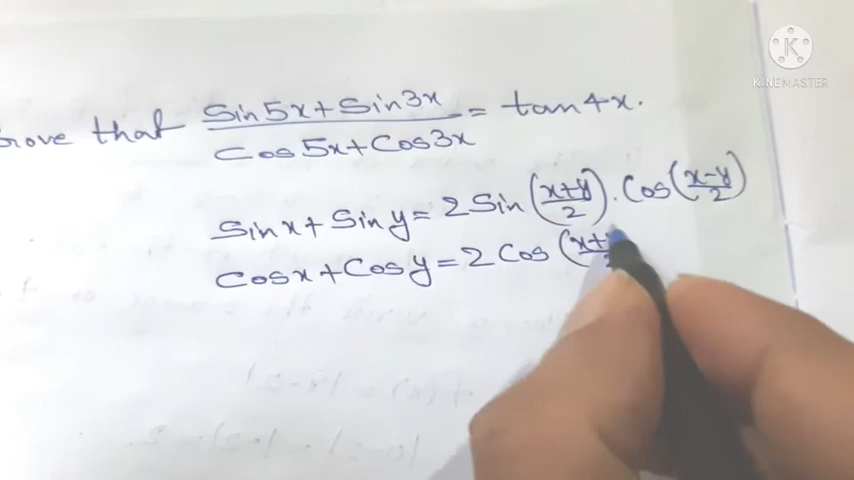 K
KINEMASTER
rove that (Sin5x+Sin3x)/(Cos5x+Cos3x) = tan4x.
Sinx+Siny=2Sin((x+y)/2).Cos((x-y)/2)
Cosx+Cosy=2Cos((x+